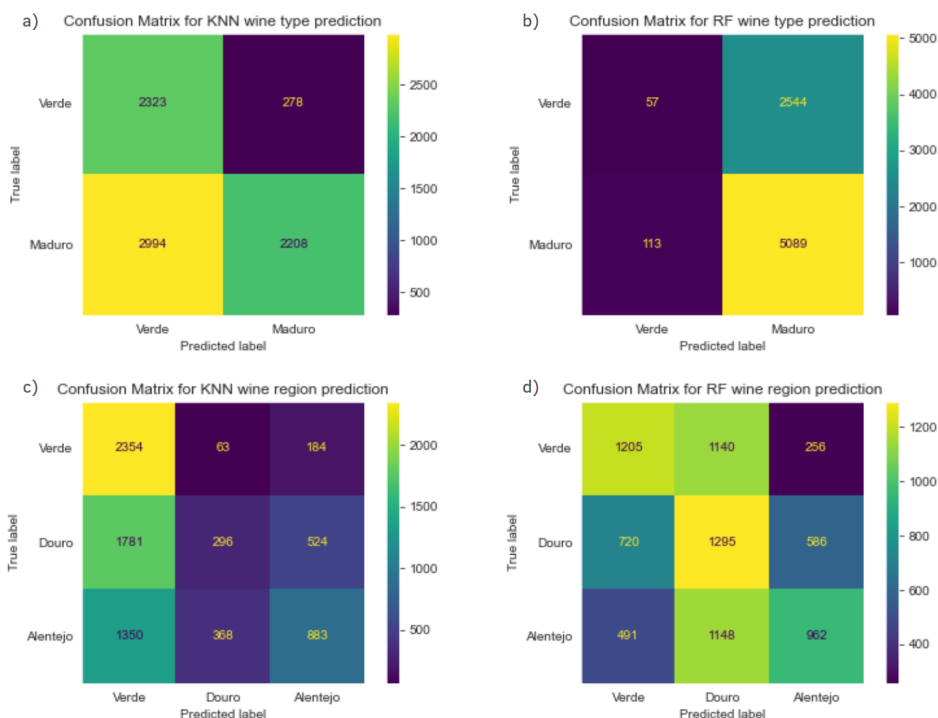 a)
Confusion Matrix for KNN wine type prediction
True label
Verde
2323
278
Maduro
2994
2208
Verde
Maduro
Predicted label
2500
2000
1500
1000
500
b)
Confusion Matrix for RF wine type prediction
True label
Verde
57
2544
Maduro
113
5089
Verde
Maduro
Predicted label
5000
4000
3000
2000
1000
c)
Confusion Matrix for KNN wine region prediction
True label
Verde
2354
63
184
Douro
1781
296
524
Alentejo
1350
368
883
Verde
Douro
Alentejo
Predicted label
2000
1500
1000
500
d)
Confusion Matrix for RF wine region prediction
True label
Verde
1205
1140
256
Douro
720
1295
586
Alentejo
491
1148
962
Verde
Douro
Alentejo
Predicted label
1200
1000
800
600
400